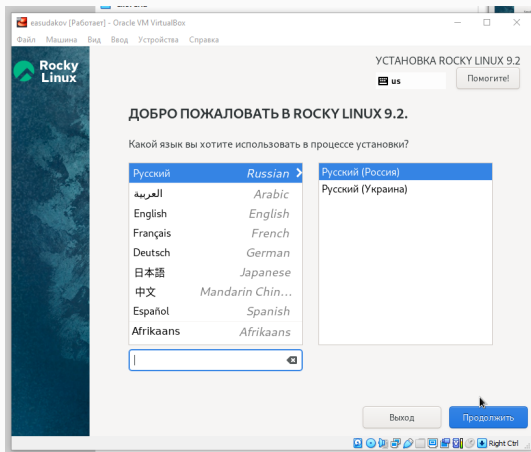 easudakov [Работает] - Oracle VM VirtualBox
Файл Машина Вид Ввод Устройства Справка
Rocky
Linux
УСТАНОВКА ROCKY LINUX 9.2
us
Помогите!
ДОБРО ПОЖАЛОВАТЬ В ROCKY LINUX 9.2.
Какой язык вы хотите использовать в процессе установки?
Русский Russian
العربية Arabic
English English
Français French
Deutsch German
日本語 Japanese
中文 Mandarin Chin...
Español Spanish
Afrikaans Afrikaans
Русский (Россия)
Русский (Украина)
Выход
Продолжить
Right Ctrl